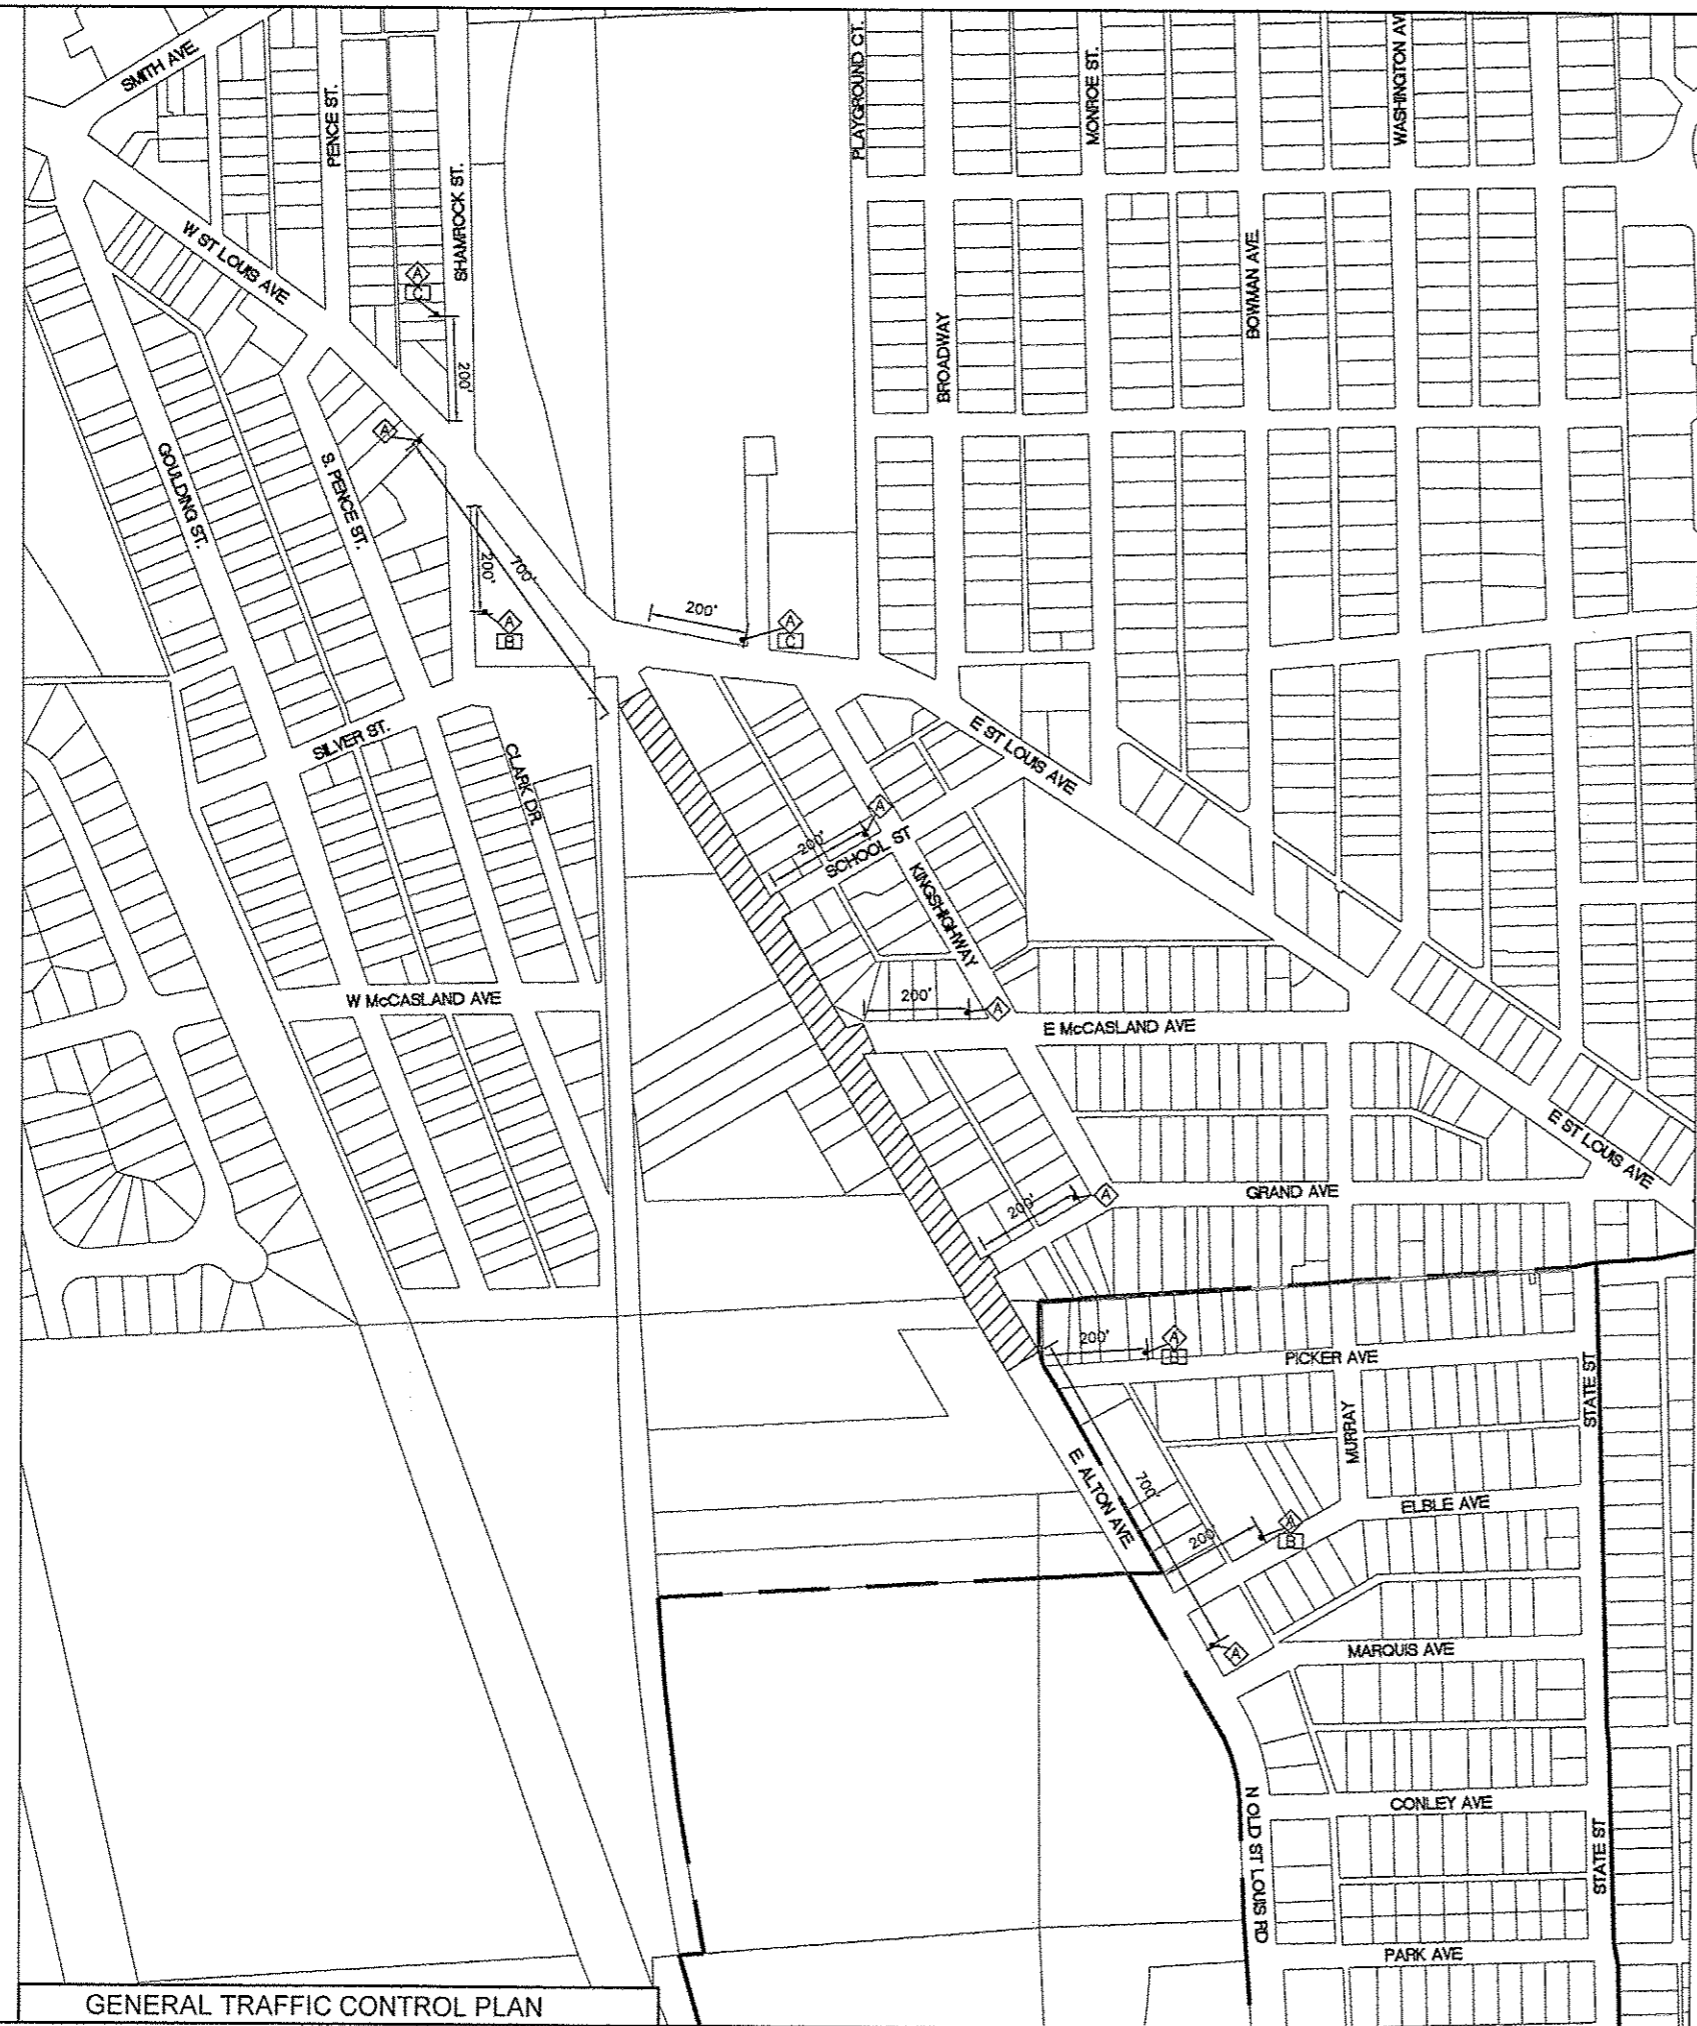 SMITH AVE
PENCE ST.
SHAMROCK ST.
PLAYGROUND CT.
MONROE ST.
WASHINGTON AV
W ST LOUIS AVE
A
C
200'
BROADWAY
BOWMAN AVE.
A
GOULDING ST.
S. PENCE ST.
200'
700'
A
B
200'
A
C
SILVER ST.
CLARK DR.
E ST LOUIS AVE
A
200'
SCHOOL ST
KINGSHIGHWAY
W McCASLAND AVE
200'
A
E McCASLAND AVE
E ST LOUIS AVE
GRAND AVE
200'
A
200'
A
B
PICKER AVE
STATE ST
MURRAY
E ALTON AVE
700'
ELBLE AVE
200'
A
B
A
MARQUIS AVE
N OLD ST LOUIS RD
CONLEY AVE
STATE ST
PARK AVE
GENERAL TRAFFIC CONTROL PLAN